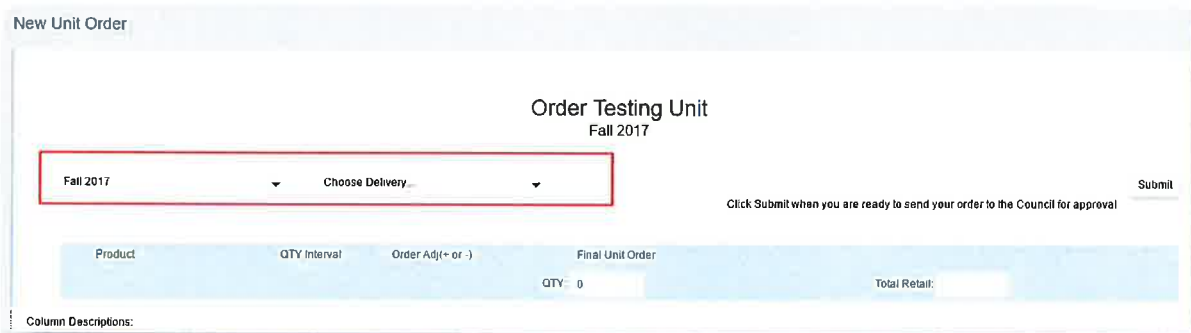 New Unit Order
Order Testing Unit
Fall 2017
Fall 2017 Choose Delivery...
Submit
Click Submit when you are ready to send your order to the Council for approval
Product QTY Interval Order Adj(+ or -) Final Unit Order
QTY: 0 Total Retail:
Column Descriptions: